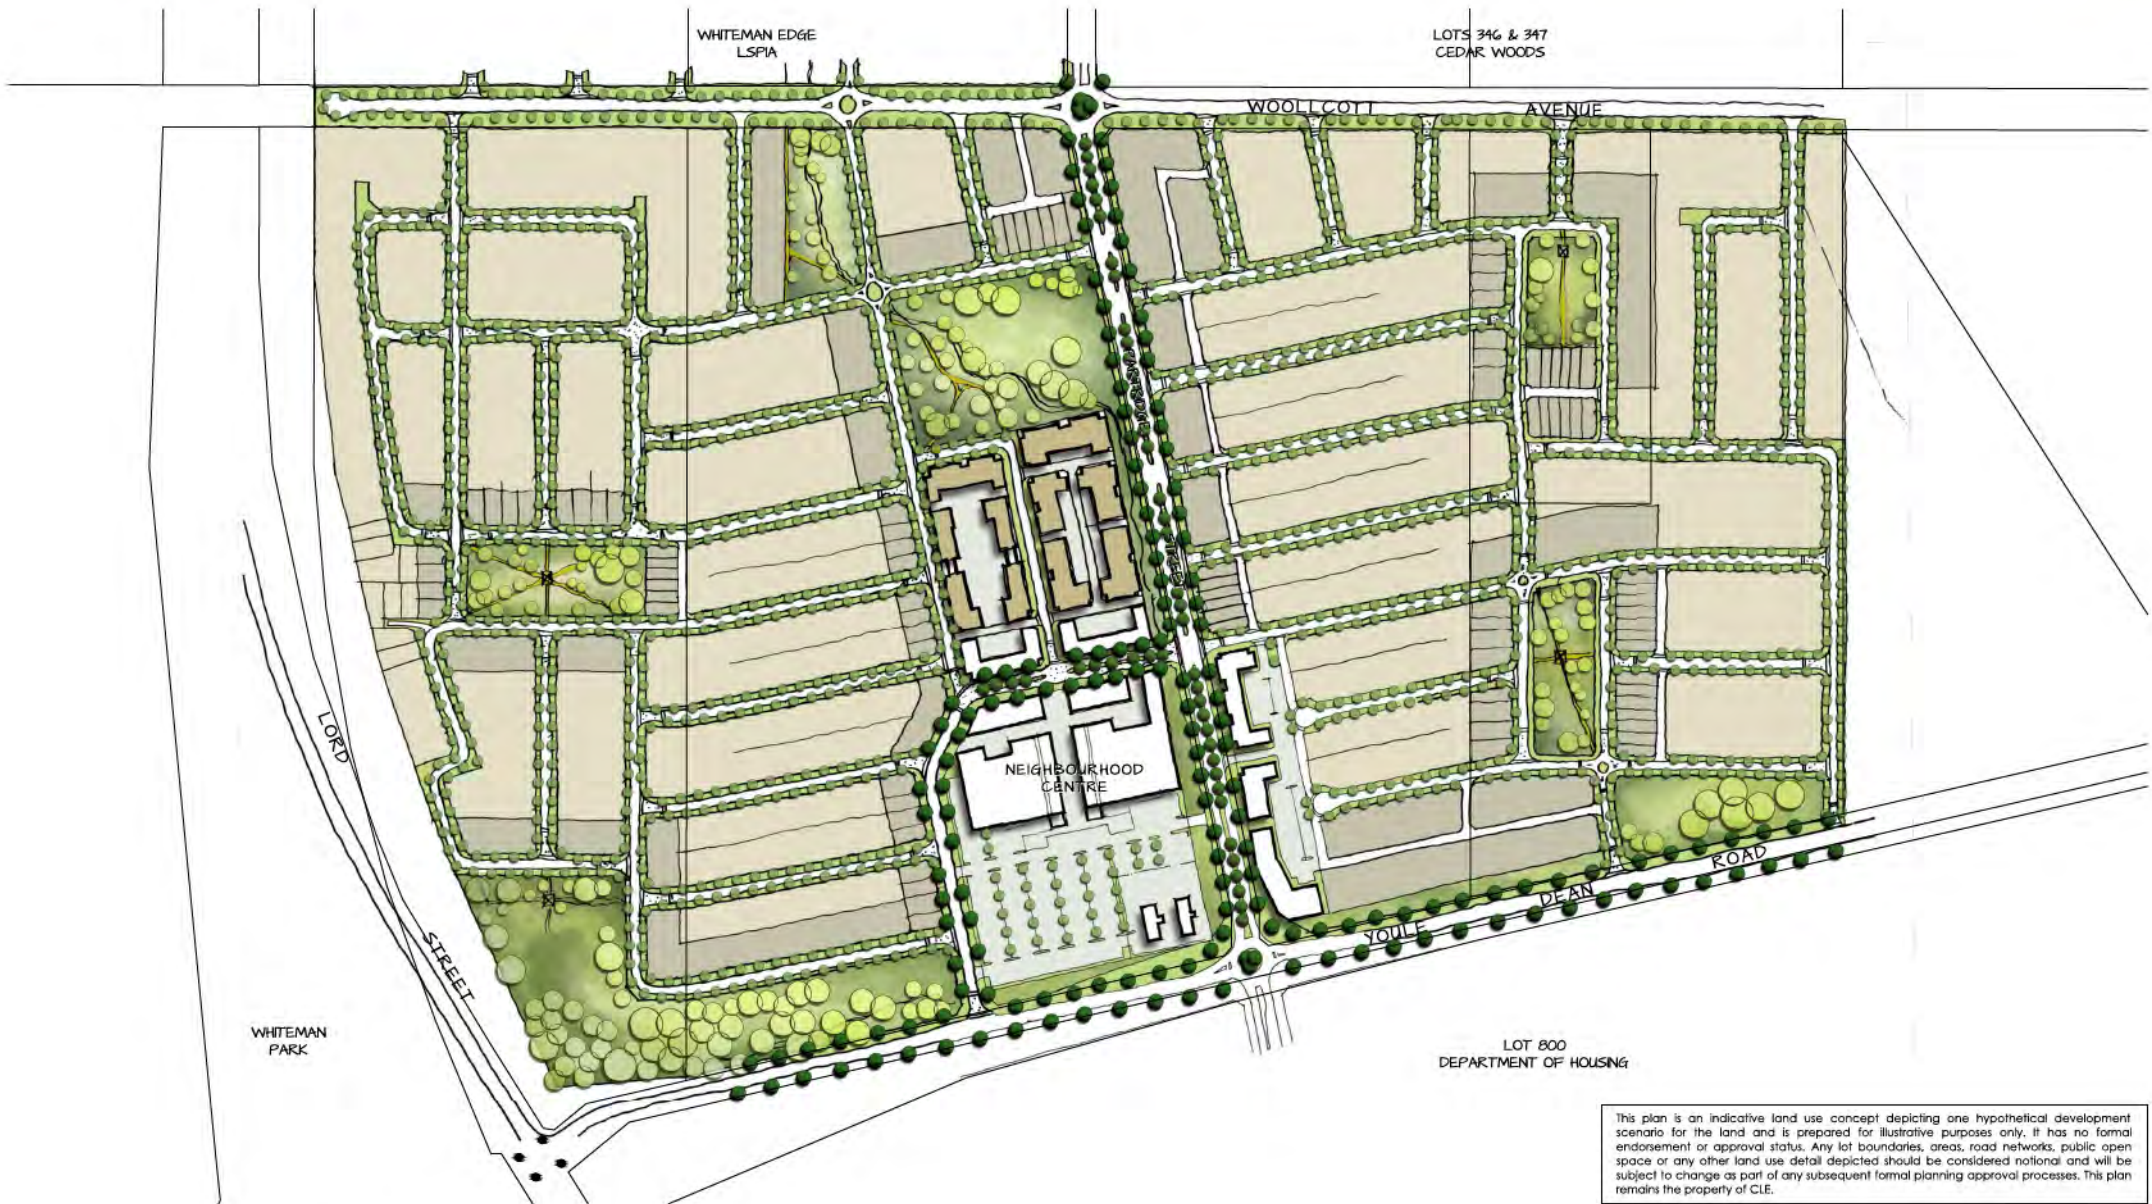 WHITEMAN EDGE
LSPIA
LOTS 346 & 347
CEDAR WOODS
WOOLLCOTT AVENUE
STREET
LORD
STREET
NEIGHBOURHOOD
CENTRE
YOULE DEAN ROAD
WHITEMAN
PARK
LOT 800
DEPARTMENT OF HOUSING
This plan is an indicative land use concept depicting one hypothetical development
scenario for the land and is prepared for illustrative purposes only. It has no formal
endorsement or approval status. Any lot boundaries, areas, road networks, public open
space or any other land use detail depicted should be considered notional and will be
subject to change as part of any subsequent formal planning approval processes. This plan
remains the property of CLE.